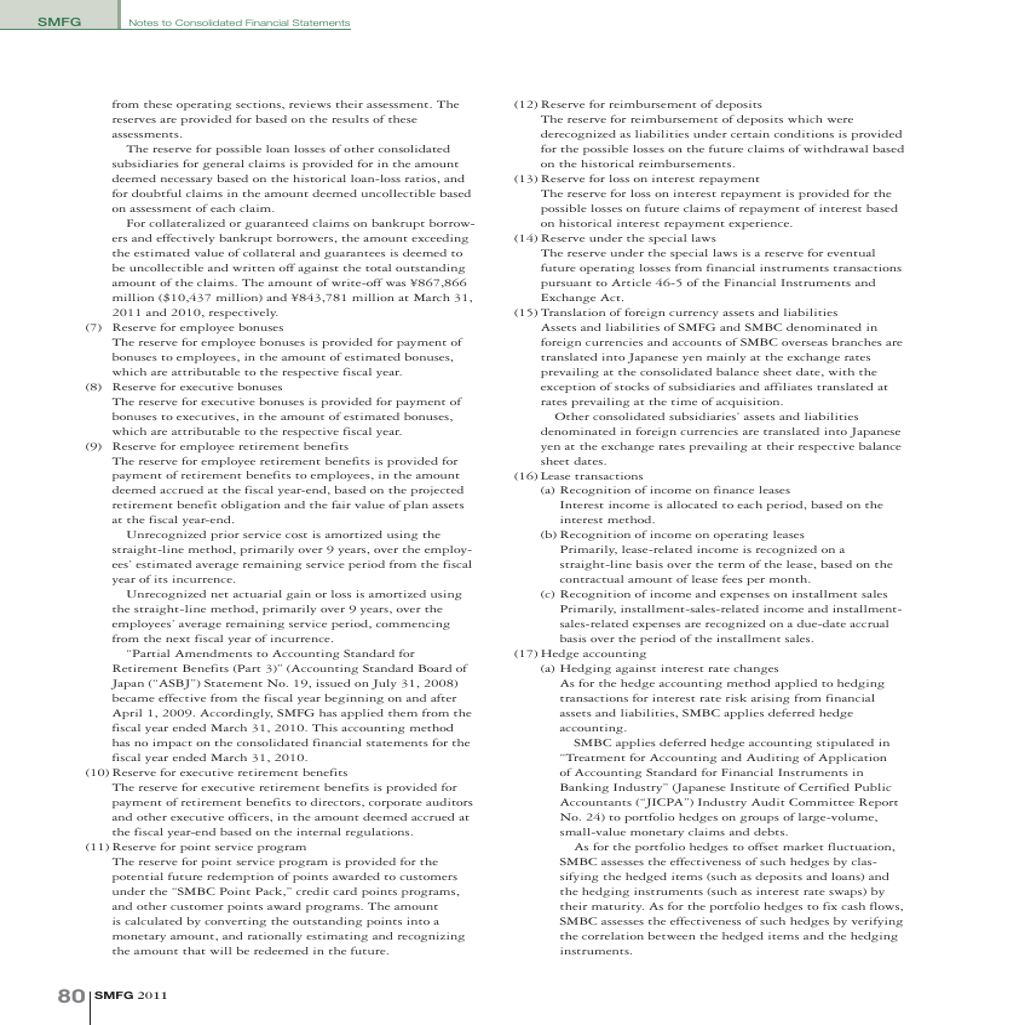 SMFG
Notes to Consolidated Financial Statements
from these operating sections, reviews their assessment. The
reserves are provided for based on the results of these
assessments.
The reserve for possible loan losses of other consolidated
subsidiaries for general claims is provided for in the amount
deemed necessary based on the historical loan-loss ratios, and
for doubtful claims in the amount deemed uncollectible based
on assessment of each claim.
For collateralized or guaranteed claims on bankrupt borrow-
ers and effectively bankrupt borrowers, the amount exceeding
the estimated value of collateral and guarantees is deemed to
be uncollectible and written off against the total outstanding
amount of the claims. The amount of write-off was ¥867,866
million ($10,437 million) and ¥843,781 million at March 31,
2011 and 2010, respectively.
(7) Reserve for employee bonuses
The reserve for employee bonuses is provided for payment of
bonuses to employees, in the amount of estimated bonuses,
which are attributable to the respective fiscal year.
(8) Reserve for executive bonuses
The reserve for executive bonuses is provided for payment of
bonuses to executives, in the amount of estimated bonuses,
which are attributable to the respective fiscal year.
(9) Reserve for employee retirement benefits
The reserve for employee retirement benefits is provided for
payment of retirement benefits to employees, in the amount
deemed accrued at the fiscal year-end, based on the projected
retirement benefit obligation and the fair value of plan assets
at the fiscal year-end.
Unrecognized prior service cost is amortized using the
straight-line method, primarily over 9 years, over the employ-
ees' estimated average remaining service period from the fiscal
year of its incurrence.
Unrecognized net actuarial gain or loss is amortized using
the straight-line method, primarily over 9 years, over the
employees' average remaining service period, commencing
from the next fiscal year of incurrence.
"Partial Amendments to Accounting Standard for
Retirement Benefits (Part 3)" (Accounting Standard Board of
Japan ("ASBJ") Statement No. 19, issued on July 31, 2008)
became effective from the fiscal year beginning on and after
April 1, 2009. Accordingly, SMFG has applied them from the
fiscal year ended March 31, 2010. This accounting method
has no impact on the consolidated financial statements for the
fiscal year ended March 31, 2010.
(10) Reserve for executive retirement benefits
The reserve for executive retirement benefits is provided for
payment of retirement benefits to directors, corporate auditors
and other executive officers, in the amount deemed accrued at
the fiscal year-end based on the internal regulations.
(11) Reserve for point service program
The reserve for point service program is provided for the
potential future redemption of points awarded to customers
under the "SMBC Point Pack," credit card points programs,
and other customer points award programs. The amount
is calculated by converting the outstanding points into a
monetary amount, and rationally estimating and recognizing
the amount that will be redeemed in the future.
(12) Reserve for reimbursement of deposits
The reserve for reimbursement of deposits which were
derecognized as liabilities under certain conditions is provided
for the possible losses on the future claims of withdrawal based
on the historical reimbursements.
(13) Reserve for loss on interest repayment
The reserve for loss on interest repayment is provided for the
possible losses on future claims of repayment of interest based
on historical interest repayment experience.
(14) Reserve under the special laws
The reserve under the special laws is a reserve for eventual
future operating losses from financial instruments transactions
pursuant to Article 46-5 of the Financial Instruments and
Exchange Act.
(15) Translation of foreign currency assets and liabilities
Assets and liabilities of SMFG and SMBC denominated in
foreign currencies and accounts of SMBC overseas branches are
translated into Japanese yen mainly at the exchange rates
prevailing at the consolidated balance sheet date, with the
exception of stocks of subsidiaries and affiliates translated at
rates prevailing at the time of acquisition.
Other consolidated subsidiaries' assets and liabilities
denominated in foreign currencies are translated into Japanese
yen at the exchange rates prevailing at their respective balance
sheet dates.
(16) Lease transactions
(a) Recognition of income on finance leases
Interest income is allocated to each period, based on the
interest method.
(b) Recognition of income on operating leases
Primarily, lease-related income is recognized on a
straight-line basis over the term of the lease, based on the
contractual amount of lease fees per month.
(c) Recognition of income and expenses on installment sales
Primarily, installment-sales-related income and installment-
sales-related expenses are recognized on a due-date accrual
basis over the period of the installment sales.
(17) Hedge accounting
(a) Hedging against interest rate changes
As for the hedge accounting method applied to hedging
transactions for interest rate risk arising from financial
assets and liabilities, SMBC applies deferred hedge
accounting.
SMBC applies deferred hedge accounting stipulated in
"Treatment for Accounting and Auditing of Application
of Accounting Standard for Financial Instruments in
Banking Industry" (Japanese Institute of Certified Public
Accountants ("JICPA") Industry Audit Committee Report
No. 24) to portfolio hedges on groups of large-volume,
small-value monetary claims and debts.
As for the portfolio hedges to offset market fluctuation,
SMBC assesses the effectiveness of such hedges by clas-
sifying the hedged items (such as deposits and loans) and
the hedging instruments (such as interest rate swaps) by
their maturity. As for the portfolio hedges to fix cash flows,
SMBC assesses the effectiveness of such hedges by verifying
the correlation between the hedged items and the hedging
instruments.
80 SMFG 2011